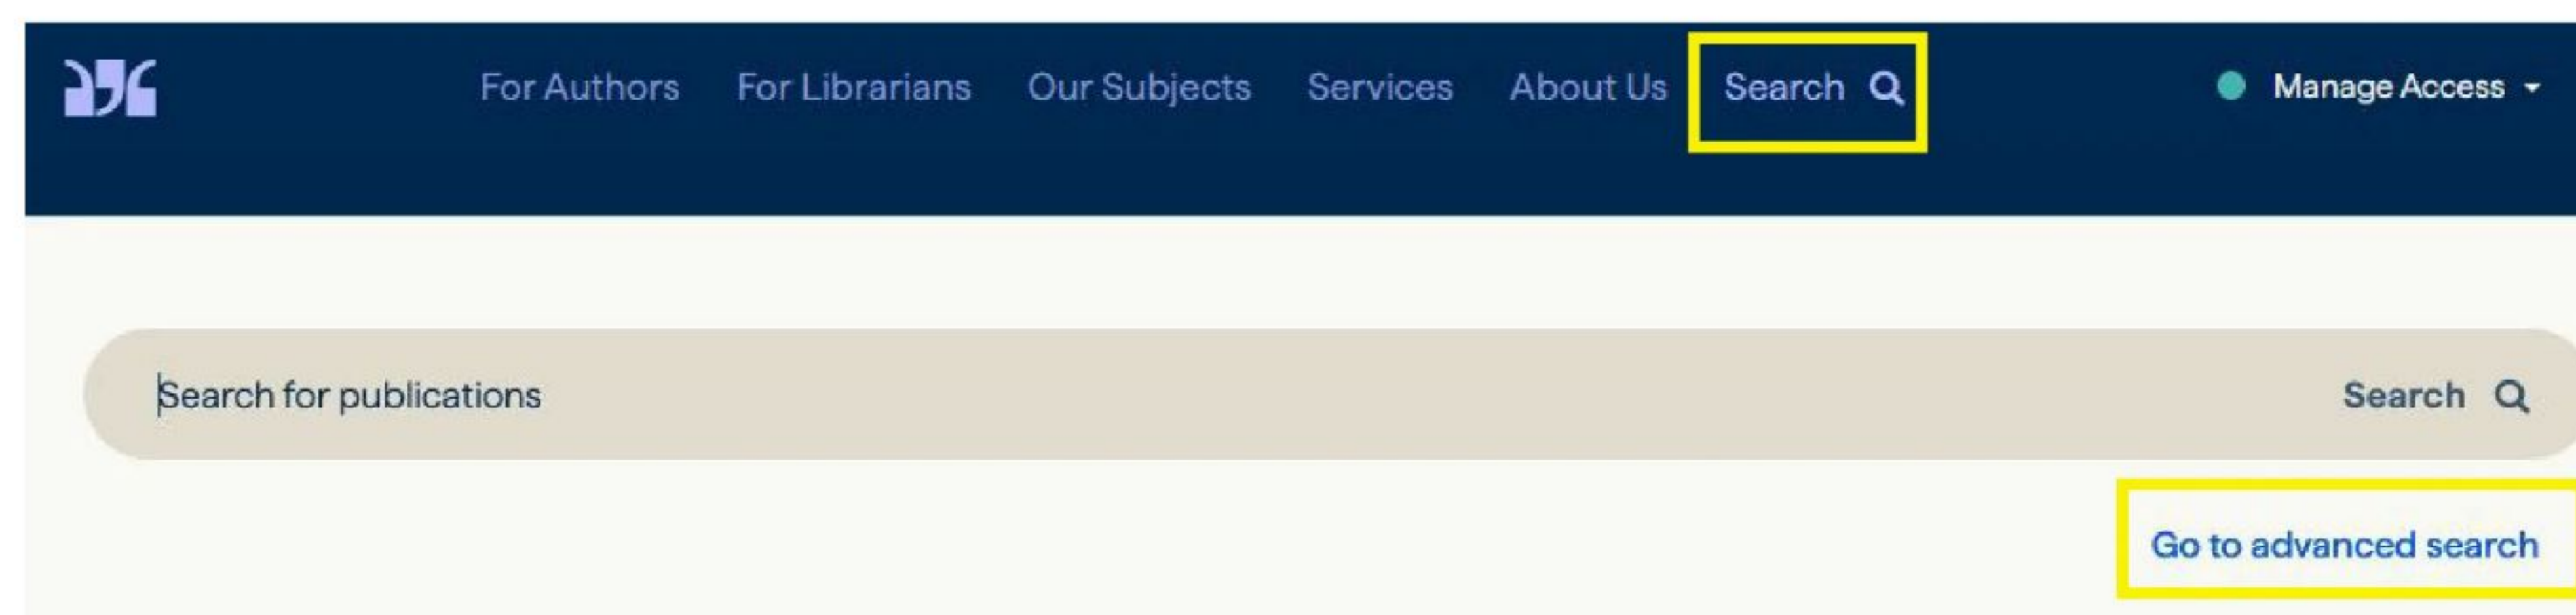 For Authors For Librarians Our Subjects Services About Us Search Manage Access
Search for publications Search
Go to advanced search